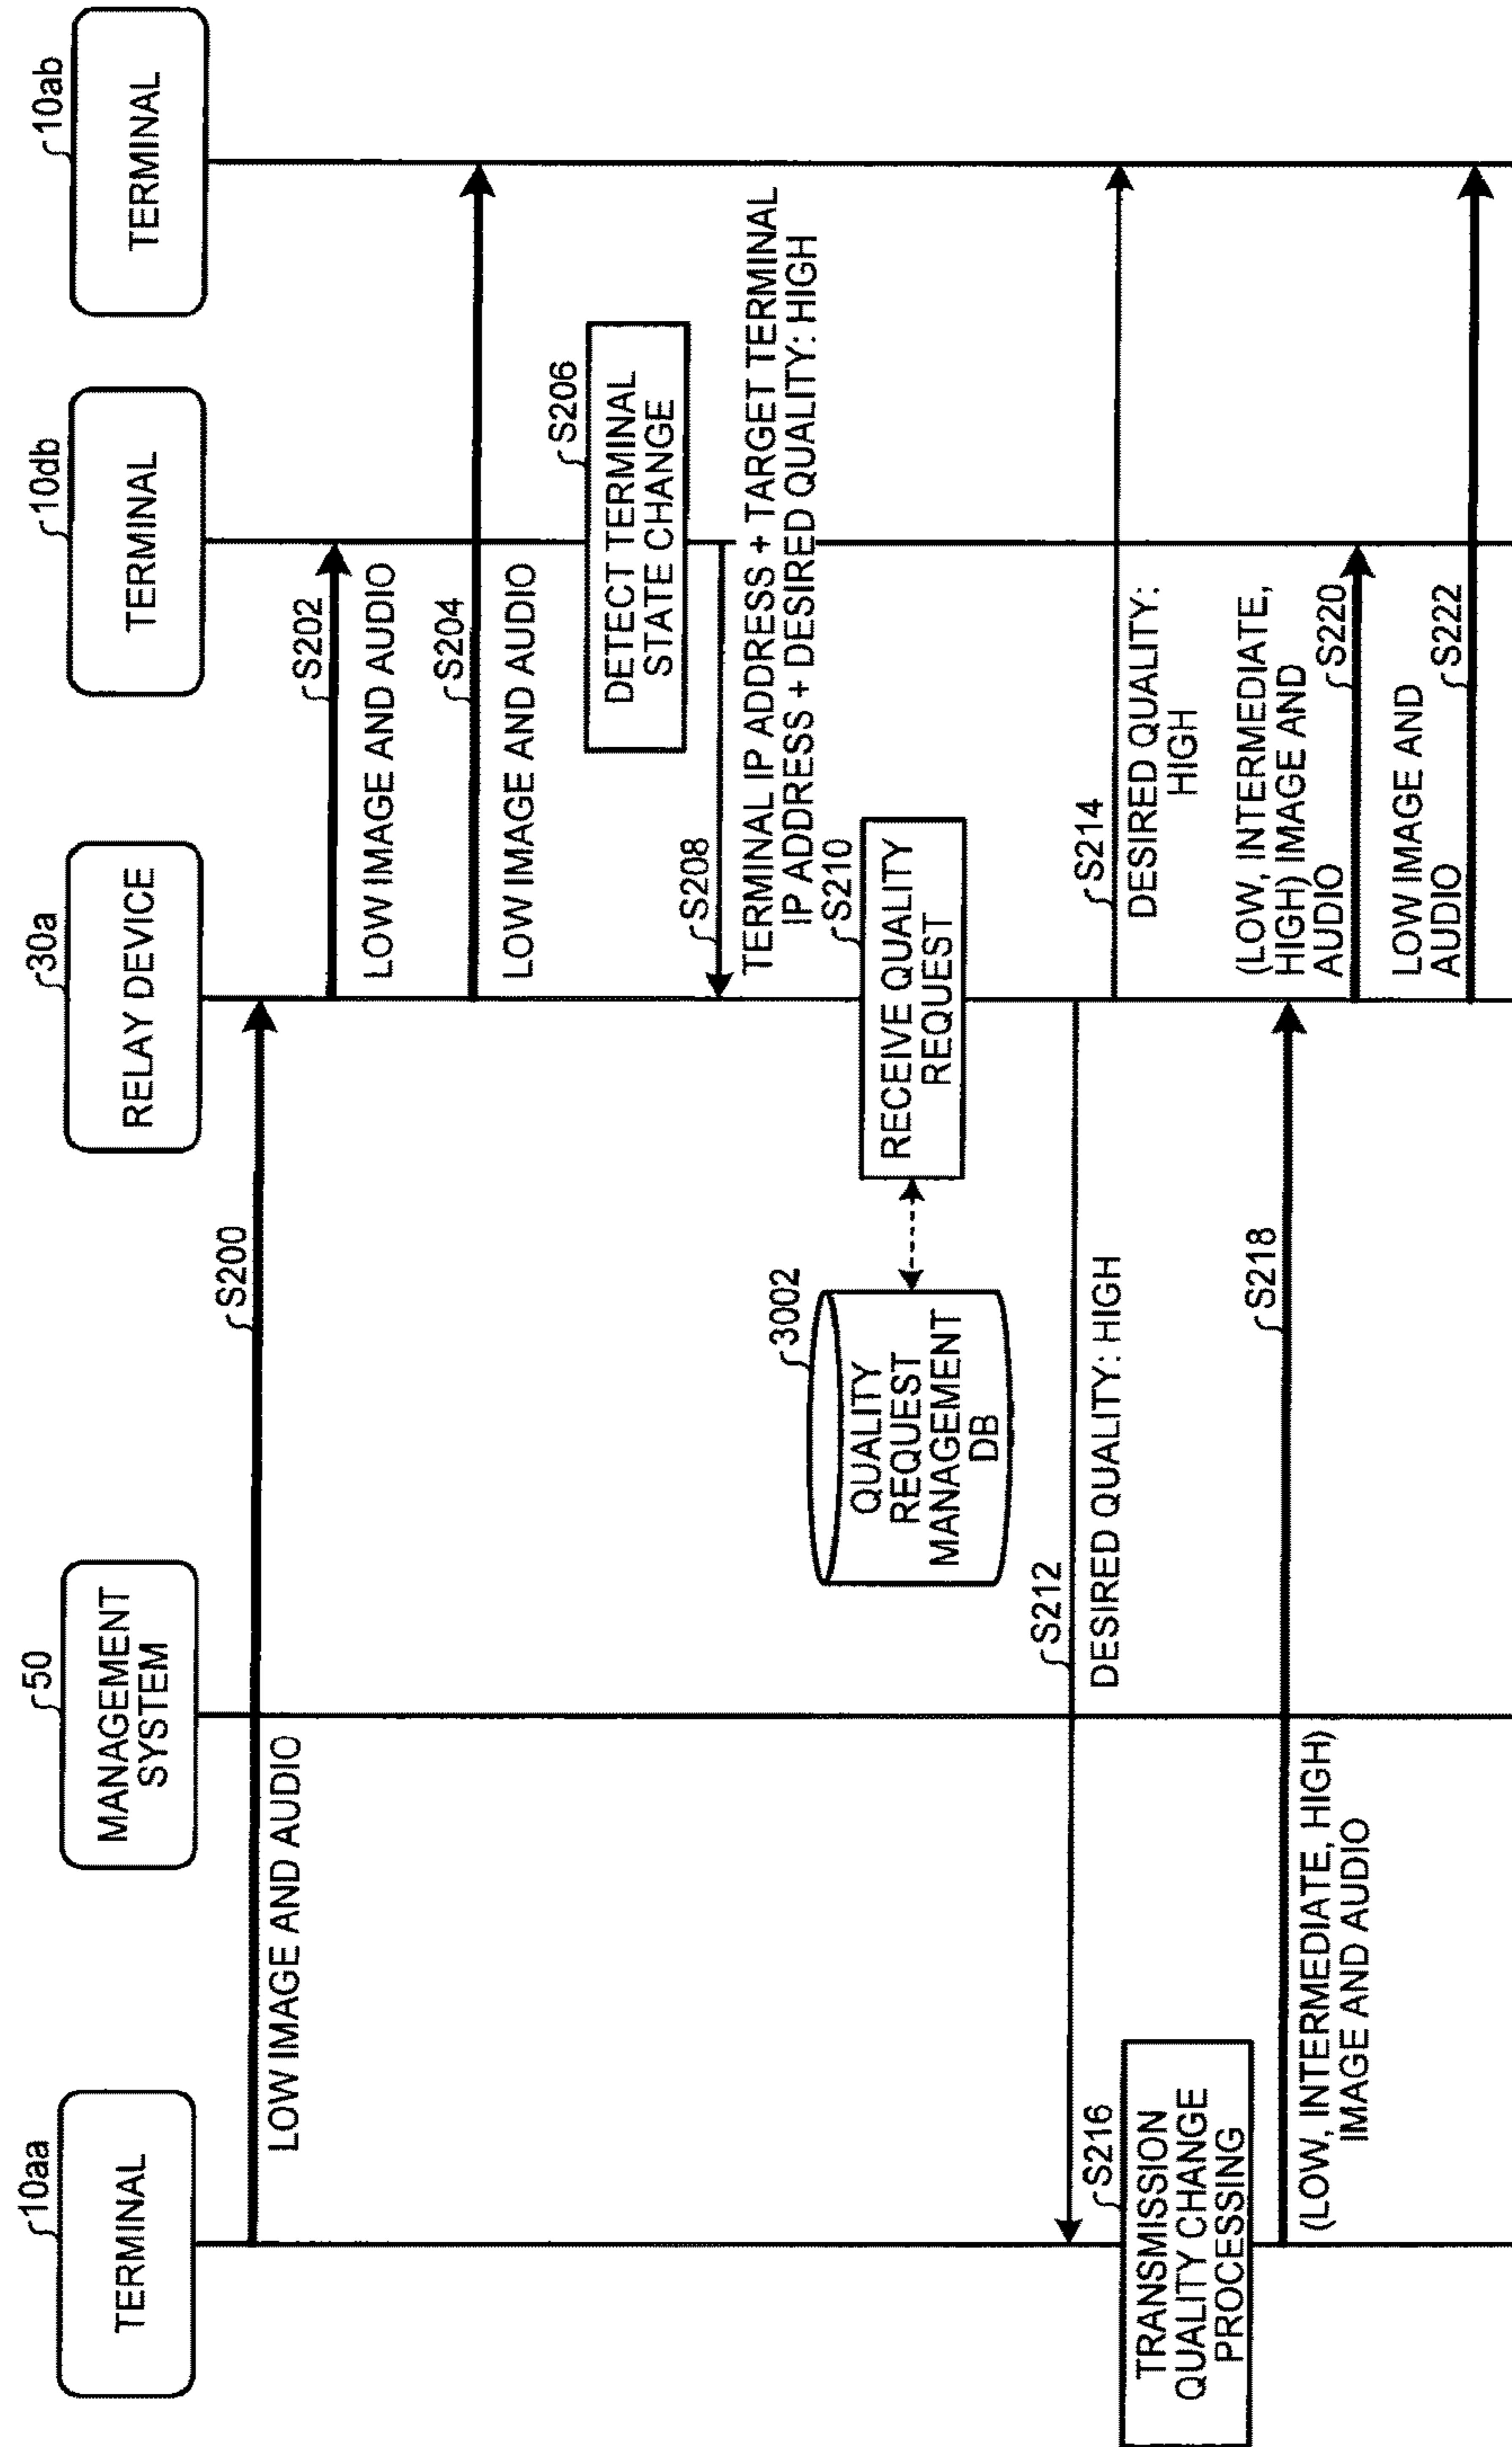 10aa
TERMINAL
50
MANAGEMENT
SYSTEM
30a
RELAY DEVICE
10db
TERMINAL
10ab
TERMINAL
S200
LOW IMAGE AND AUDIO
S202
LOW IMAGE AND AUDIO
S204
LOW IMAGE AND AUDIO
S206
DETECT TERMINAL
STATE CHANGE
S208
TERMINAL IP ADDRESS + TARGET TERMINAL
IP ADDRESS + DESIRED QUALITY: HIGH
S210
RECEIVE QUALITY
REQUEST
3002
QUALITY
REQUEST
MANAGEMENT
DB
S212
DESIRED QUALITY: HIGH
S214
DESIRED QUALITY:
HIGH
S216
TRANSMISSION
QUALITY CHANGE
PROCESSING
S218
(LOW, INTERMEDIATE, HIGH)
IMAGE AND AUDIO
(LOW, INTERMEDIATE,
HIGH) IMAGE AND
AUDIO
S220
LOW IMAGE AND
AUDIO
S222